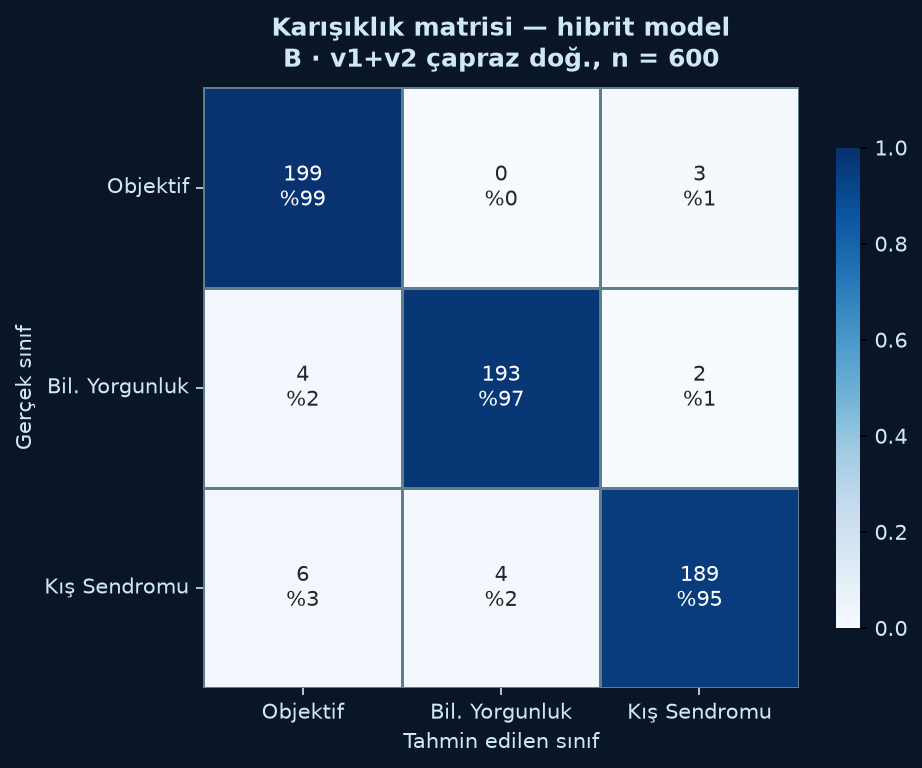 Karışıklık matrisi — hibrit model
B · v1+v2 çapraz doğ., n = 600
Gerçek sınıf
Objektif
199
%99
0
%0
3
%1
Bil. Yorgunluk
4
%2
193
%97
2
%1
Kış Sendromu
6
%3
4
%2
189
%95
Objektif
Bil. Yorgunluk
Kış Sendromu
Tahmin edilen sınıf
1.0
0.8
0.6
0.4
0.2
0.0